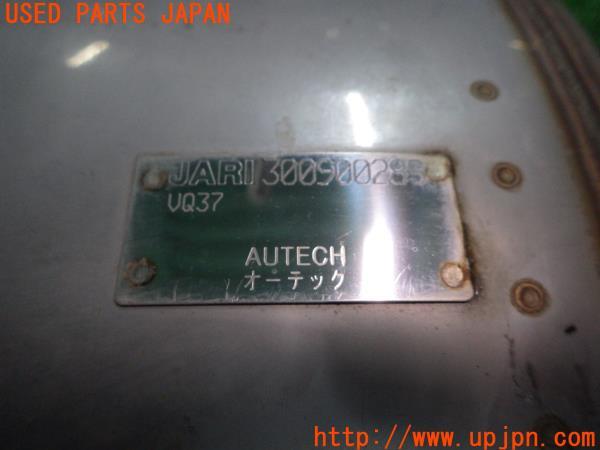 USED PARTS JAPAN
JARI 300900285
VQ37
AUTECH
オーテック
http://www.upjpn.com/